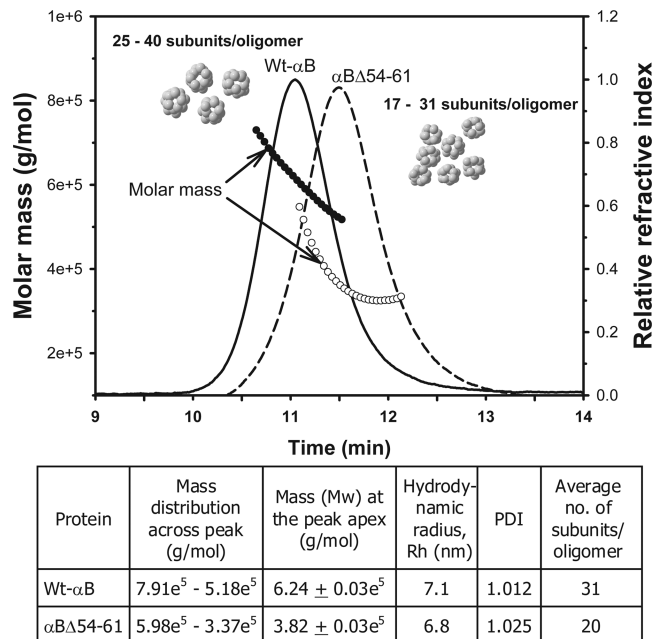 25 - 40 subunits/oligomer
Wt-αB
αBΔ54-61
17 - 31 subunits/oligomer
Molar mass
Molar mass (g/mol)
1e+6
8e+5
6e+5
4e+5
2e+5
Relative refractive index
1.2
1.0
0.8
0.6
0.4
0.2
0.0
9 10 11 12 13 14
Time (min)
Protein
Mass
distribution
across peak
(g/mol)
Mass (Mw) at
the peak apex
(g/mol)
Hydrody-
namic
radius,
Rh (nm)
PDI
Average
no. of
subunits/
oligomer
Wt-αB 7.91e⁵ - 5.18e⁵ 6.24 ± 0.03e⁵ 7.1 1.012 31
αBΔ54-61 5.98e⁵ - 3.37e⁵ 3.82 ± 0.03e⁵ 6.8 1.025 20